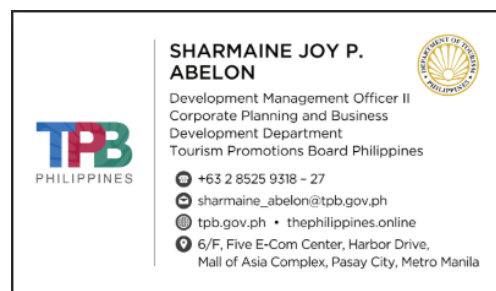 TPB
PHILIPPINES
SHARMAINE JOY P.
ABELON
DEPARTMENT OF TOURISM
• PHILIPPINES •
Development Management Officer II
Corporate Planning and Business
Development Department
Tourism Promotions Board Philippines
+63 2 8525 9318 – 27
sharmaine_abelon@tpb.gov.ph
tpb.gov.ph • thephilippines.online
6/F, Five E-Com Center, Harbor Drive,
Mall of Asia Complex, Pasay City, Metro Manila